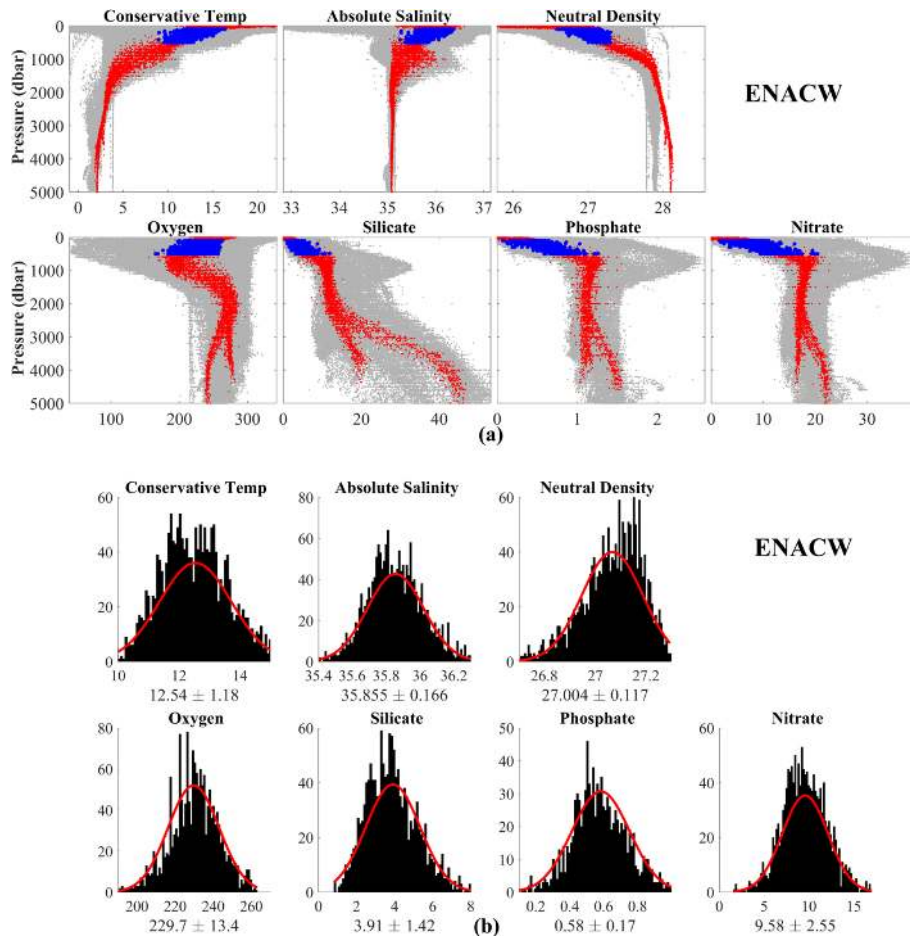 Conservative Temp Absolute Salinity Neutral Density
0
1000
2000
3000
4000
5000
Pressure (dbar)
ENACW
0 5 10 15 20 33 34 35 36 37 26 27 28
Oxygen Silicate Phosphate Nitrate
0
1000
2000
3000
4000
5000
Pressure (dbar)
100 200 300 0 20 40 0 1 2 0 10 20 30
(a)
Conservative Temp Absolute Salinity Neutral Density
ENACW
60 80 60
40 60 40
20 40 20
0 20 0
0
10 12 14 35.4 35.6 35.8 36 36.2 26.8 27 27.2
12.54 ± 1.18 35.855 ± 0.166 27.004 ± 0.117
Oxygen Silicate Phosphate Nitrate
80 60 50 60
60 40 40 40
40 20 30 20
20 0 20 0
0 10
0
200 220 240 260 0 2 4 6 8 0.2 0.4 0.6 0.8 0 5 10 15
229.7 ± 13.4 3.91 ± 1.42 0.58 ± 0.17 9.58 ± 2.55
(b)